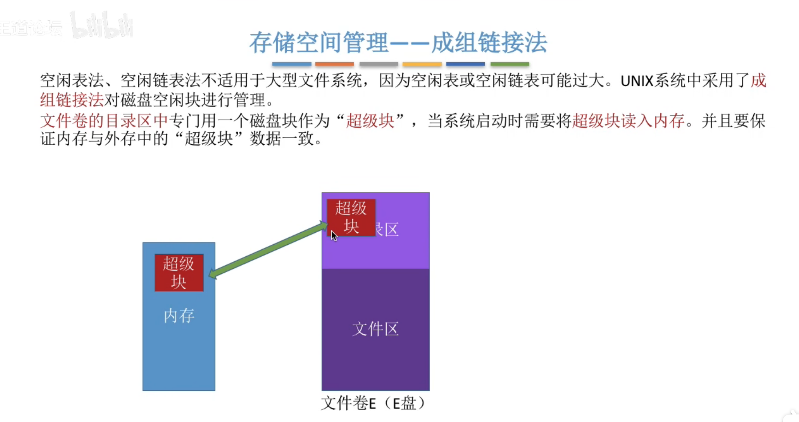 bilibili
存储空间管理——成组链接法
空闲表法、空闲链表法不适用于大型文件系统，因为空闲表或空闲链表可能过大。UNIX系统中采用了成
组链接法对磁盘空闲块进行管理。
文件卷的目录区中专门用一个磁盘块作为“超级块”，当系统启动时需要将超级块读入内存。并且要保
证内存与外存中的“超级块”数据一致。
超级
块
录区
超级
块
内存
文件区
文件卷E（E盘）